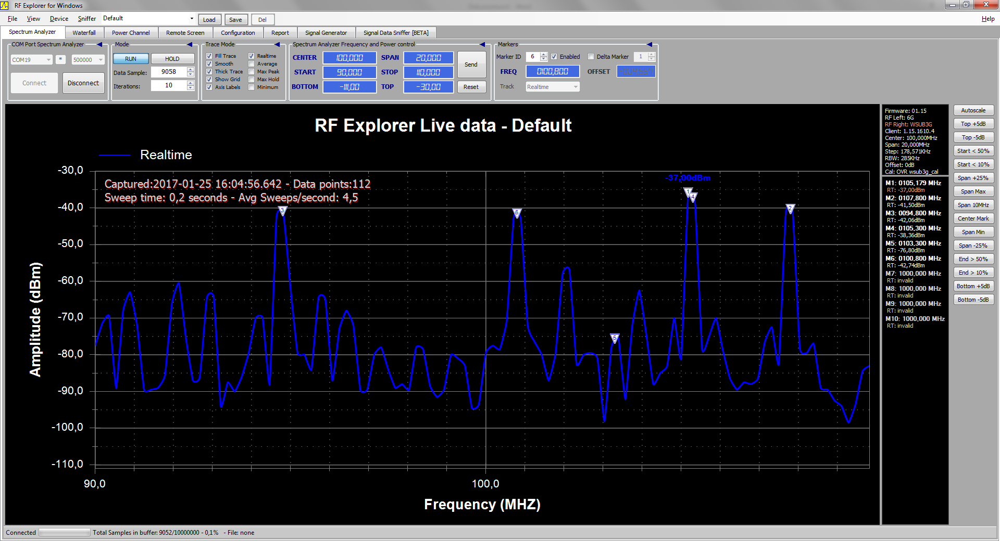 RF Explorer for Windows
File View Device Sniffer Default Load Save Del Help
Spectrum Analyzer Waterfall Power Channel Remote Screen Configuration Report Signal Generator Signal Data Sniffer [BETA]
COM Port Spectrum Analyzer
COM19 * 500000
Connect Disconnect
Mode
RUN HOLD
Data Sample: 9058
Iterations: 10
Trace Mode
Fill Trace Realtime
Smooth Average
Thick Trace Max Peak
Show Grid Max Hold
Axis Labels Minimum
Spectrum Analyzer Frequency and Power control
CENTER 100,000 SPAN 20,000 Send
START 90,000 STOP 110,000
BOTTOM -111,00 TOP -30,00 Reset
Markers
Marker ID 6 Enabled Delta Marker 1
FREQ 0100,800 OFFSET
Track Realtime
RF Explorer Live data - Default
Realtime
Captured:2017-01-25 16:04:56.642 - Data points:112
Sweep time: 0,2 seconds - Avg Sweeps/second: 4,5
-37,00dBm
1
4
2
3
6
5
-30,0
-40,0
-50,0
-60,0
-70,0
-80,0
-90,0
-100,0
-110,0
Amplitude (dBm)
90,0 100,0
Frequency (MHZ)
Firmware: 01.15
RF Left: 6G
RF Right: WSUB3G
Client: 1.15.1610.4
Center: 100,000MHz
Span: 20,000MHz
Step: 178,571KHz
RBW: 285KHz
Offset: 0dB
Cal: OVR wsub3g_cal
M1: 0105,179 MHz
RT: -37,00dBm
M2: 0107,800 MHz
RT: -41,50dBm
M3: 0094,800 MHz
RT: -42,06dBm
M4: 0105,300 MHz
RT: -38,36dBm
M5: 0103,300 MHz
RT: -76,80dBm
M6: 0100,800 MHz
RT: -42,74dBm
M7: 1000,000 MHz
RT: invalid
M8: 1000,000 MHz
RT: invalid
M9: 1000,000 MHz
RT: invalid
M10: 1000,000 MHz
RT: invalid
Autoscale
Top +5dB
Top -5dB
Start < 50%
Start < 10%
Span +25%
Span Max
Span 10MHz
Center Mark
Span Min
Span -25%
End > 50%
End > 10%
Bottom +5dB
Bottom -5dB
Connected Total Samples in buffer: 9052/10000000 - 0,1% - File: none